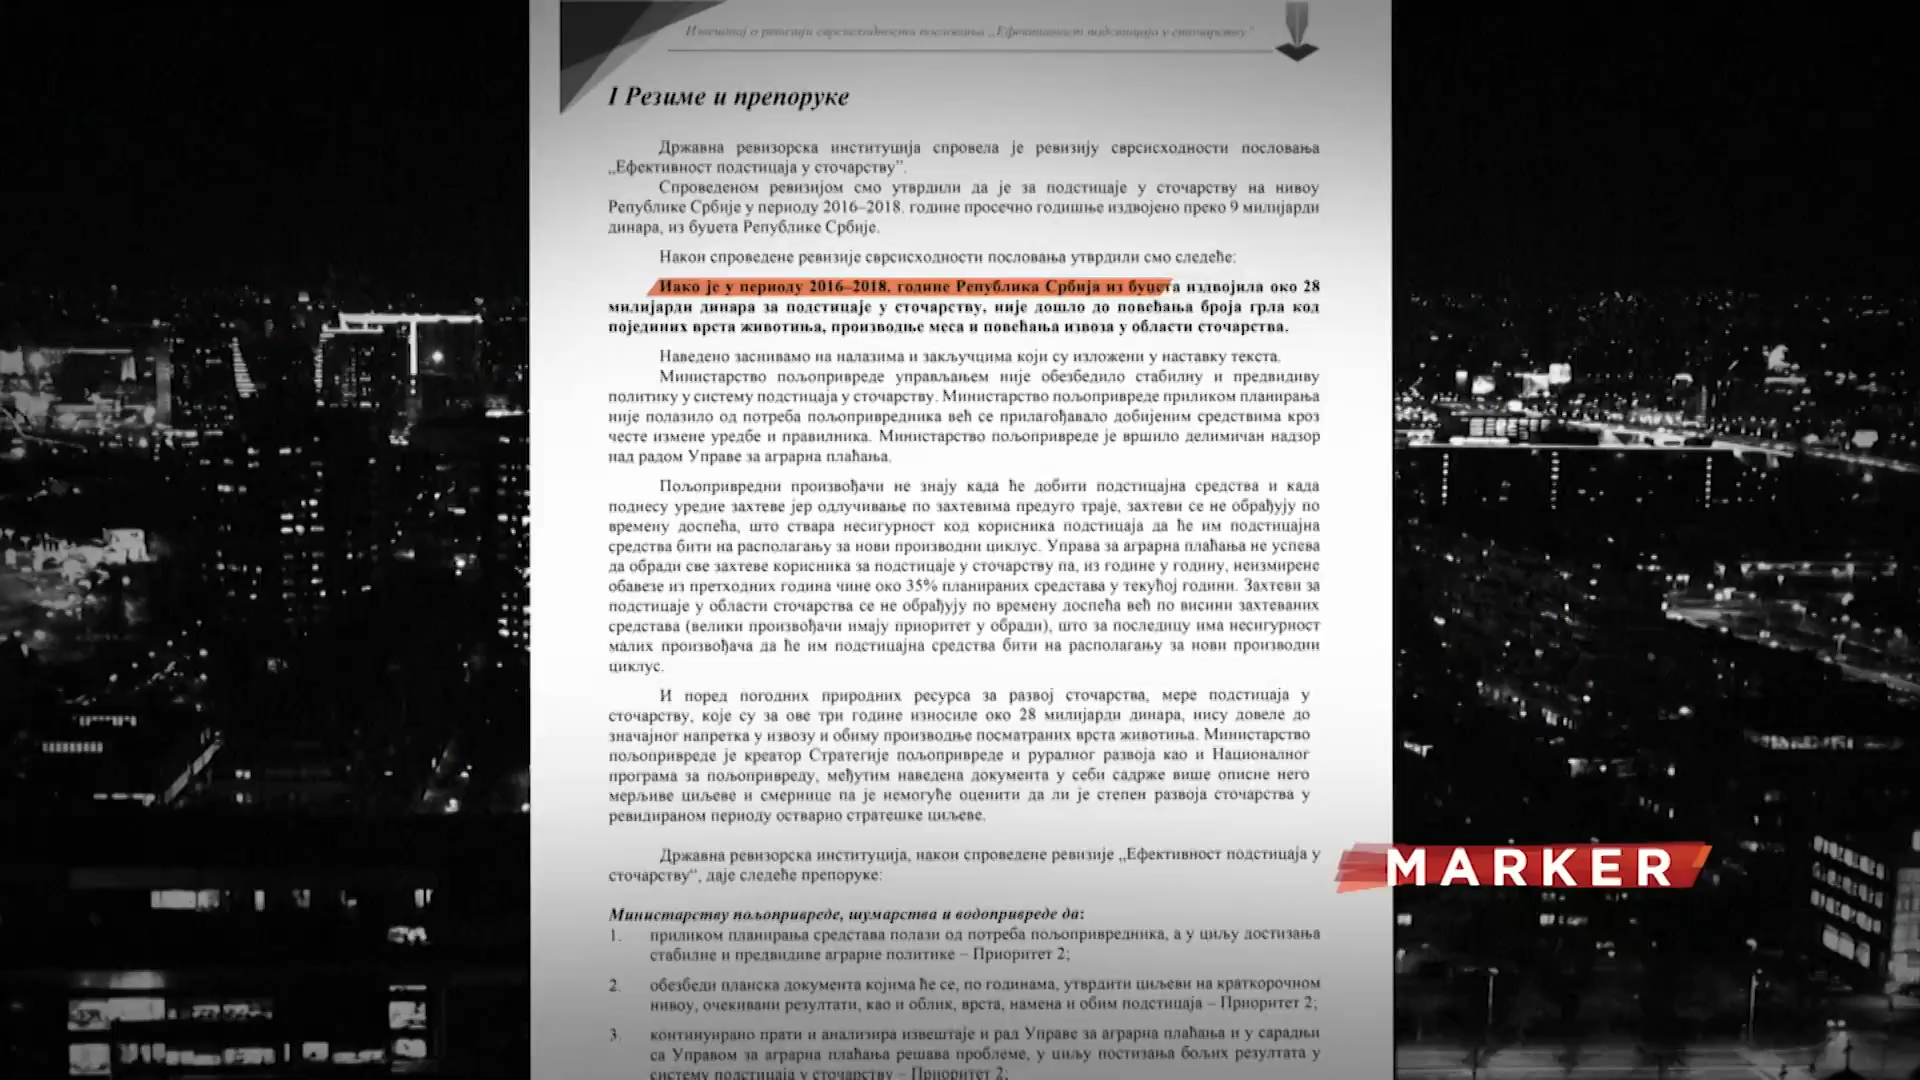 Извештај о ревизији сврсисходности пословања „Ефективност подстицаја у сточарству”
I Резиме и препоруке
Државна ревизорска институција спровела је ревизију сврсисходности пословања
„Ефективност подстицаја у сточарству”.
Спроведеном ревизијом смо утврдили да је за подстицаје у сточарству на нивоу
Републике Србије у периоду 2016–2018. године просечно годишње издвојено преко 9 милијарди
динара, из буџета Републике Србије.
Након спроведене ревизије сврсисходности пословања утврдили смо следеће:
Иако је у периоду 2016–2018. године Република Србија из буџета издвојила око 28
милијарди динара за подстицаје у сточарству, није дошло до повећања броја грла код
појединих врста животиња, производње меса и повећања извоза у области сточарства.
Наведено заснивамо на налазима и закључцима који су изложени у наставку текста.
Министарство пољопривреде управљањем није обезбедило стабилну и предвидиву
политику у систему подстицаја у сточарству. Министарство пољопривреде приликом планирања
није полазило од потреба пољопривредника већ се прилагођавало добијеним средствима кроз
честе измене уредбе и правилника. Министарство пољопривреде је вршило делимичан надзор
над радом Управе за аграрна плаћања.
Пољопривредни произвођачи не знају када ће добити подстицајна средства и када
поднесу уредне захтеве јер одлучивање по захтевима предуго траје, захтеви се не обрађују по
времену доспећа, што ствара несигурност код корисника подстицаја да ће им подстицајна
средства бити на располагању за нови производни циклус. Управа за аграрна плаћања не успева
да обради све захтеве корисника за подстицаје у сточарству па, из године у годину, неизмирене
обавезе из претходних година чине око 35% планираних средстава у текућој години. Захтеви за
подстицаје у области сточарства се не обрађују по времену доспећа већ по висини захтеваних
средстава (велики произвођачи имају приоритет у обради), што за последицу има несигурност
малих произвођача да ће им подстицајна средства бити на располагању за нови производни
циклус.
И поред погодних природних ресурса за развој сточарства, мере подстицаја у
сточарству, које су за ове три године износиле око 28 милијарди динара, нису довеле до
значајног напретка у извозу и обиму производње посматраних врста животиња. Министарство
пољопривреде је креатор Стратегије пољопривреде и руралног развоја као и Националног
програма за пољопривреду, међутим наведена документа у себи садрже више описне него
мерљиве циљеве и смернице па је немогуће оценити да ли је степен развоја сточарства у
ревидираном периоду остварио стратешке циљеве.
Државна ревизорска институција, након спроведене ревизије „Ефективност подстицаја у
сточарству“, даје следеће препоруке:
MARKER
Министарству пољопривреде, шумарства и водопривреде да:
1. приликом планирања средстава полази од потреба пољопривредника, а у циљу достизања
стабилне и предвидиве аграрне политике – Приоритет 2;
2. обезбеди планска документа којима ће се, по годинама, утврдити циљеви на краткорочном
нивоу, очекивани резултати, као и облик, врста, намена и обим подстицаја – Приоритет 2;
3. континуирано прати и анализира извештаје и рад Управе за аграрна плаћања и у сарадњи
са Управом за аграрна плаћања решава проблеме, у циљу постизања бољих резултата у
систему подстицаја у сточарству – Приоритет 2;